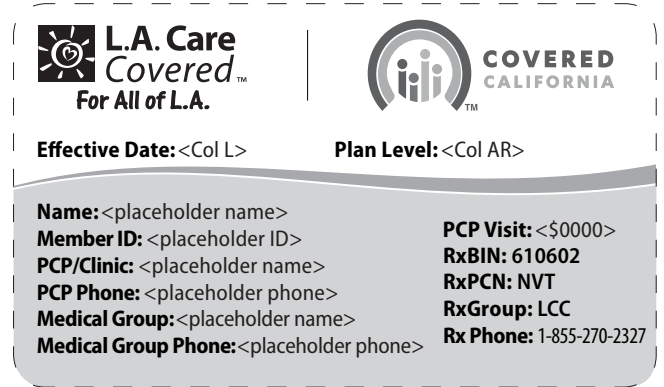 L.A. Care
Covered™
For All of L.A.
COVERED
CALIFORNIA
TM
Effective Date: <Col L>
Plan Level: <Col AR>
Name: <placeholder name>
Member ID: <placeholder ID>
PCP/Clinic: <placeholder name>
PCP Phone: <placeholder phone>
Medical Group: <placeholder name>
Medical Group Phone: <placeholder phone>
PCP Visit: <$0000>
RxBIN: 610602
RxPCN: NVT
RxGroup: LCC
Rx Phone: 1-855-270-2327